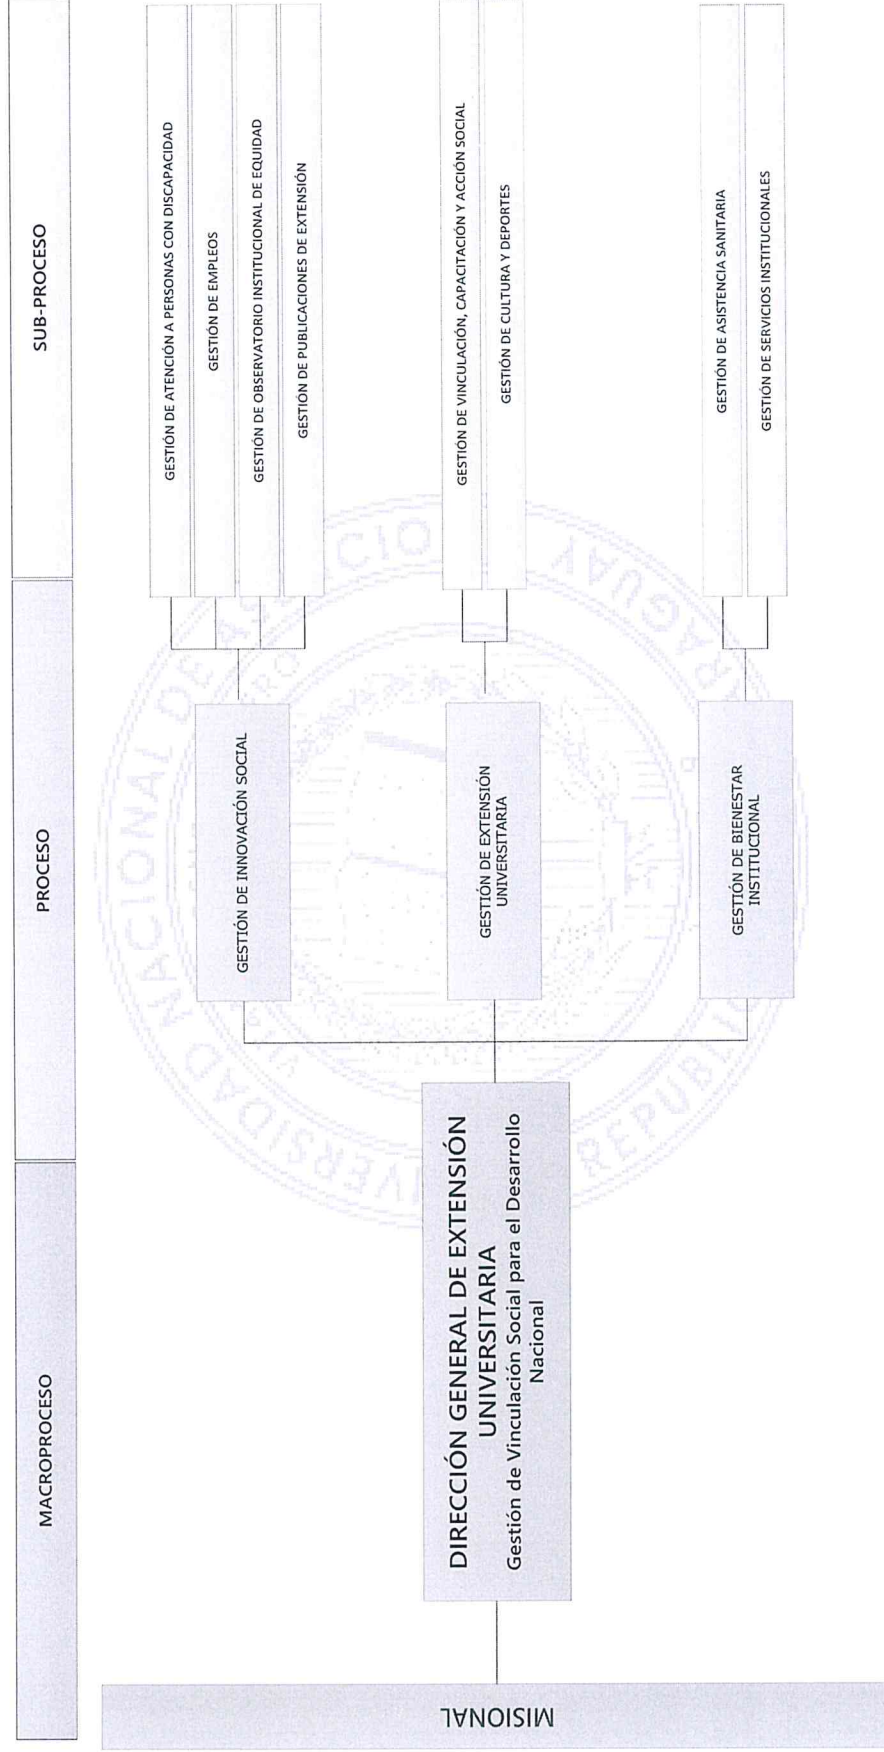 MACROPROCESO
PROCESO
SUB-PROCESO
MISIONAL
DIRECCIÓN GENERAL DE EXTENSIÓN
UNIVERSITARIA
Gestión de Vinculación Social para el Desarrollo
Nacional
GESTIÓN DE INNOVACIÓN SOCIAL
GESTIÓN DE ATENCIÓN A PERSONAS CON DISCAPACIDAD
GESTIÓN DE EMPLEOS
GESTIÓN DE OBSERVATORIO INSTITUCIONAL DE EQUIDAD
GESTIÓN DE PUBLICACIONES DE EXTENSIÓN
GESTIÓN DE EXTENSIÓN
UNIVERSITARIA
GESTIÓN DE VINCULACIÓN, CAPACITACIÓN Y ACCIÓN SOCIAL
GESTIÓN DE CULTURA Y DEPORTES
GESTIÓN DE BIENESTAR
INSTITUCIONAL
GESTIÓN DE ASISTENCIA SANITARIA
GESTIÓN DE SERVICIOS INSTITUCIONALES